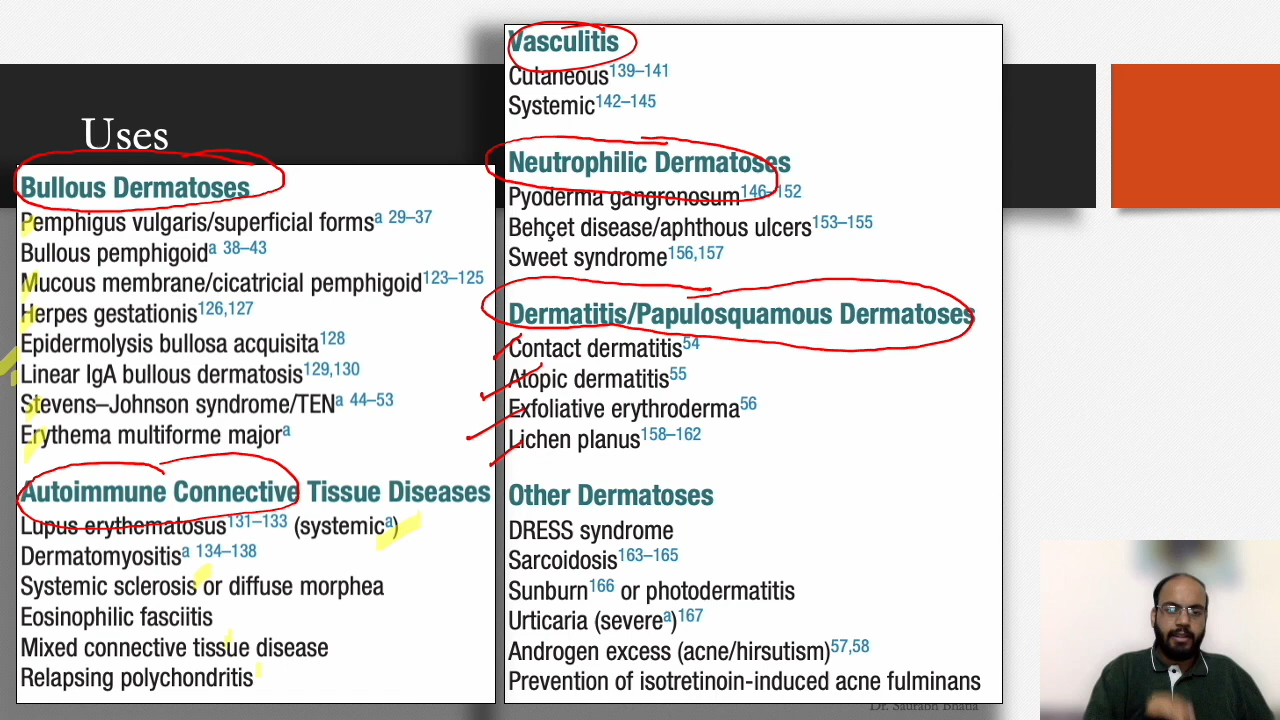 Uses
Bullous Dermatoses
Pemphigus vulgaris/superficial formsa 29–37
Bullous pemphigoida 38–43
Mucous membrane/cicatricial pemphigoid123–125
Herpes gestationis126,127
Epidermolysis bullosa acquisita128
Linear IgA bullous dermatosis129,130
Stevens–Johnson syndrome/TENa 44–53
Erythema multiforme majora
Autoimmune Connective Tissue Diseases
Lupus erythematosus131–133 (systemica)
Dermatomyositisa 134–138
Systemic sclerosis or diffuse morphea
Eosinophilic fasciitis
Mixed connective tissue disease
Relapsing polychondritis
Vasculitis
Cutaneous139–141
Systemic142–145
Neutrophilic Dermatoses
Pyoderma gangrenosum146–152
Behçet disease/aphthous ulcers153–155
Sweet syndrome156,157
Dermatitis/Papulosquamous Dermatoses
Contact dermatitis54
Atopic dermatitis55
Exfoliative erythroderma56
Lichen planus158–162
Other Dermatoses
DRESS syndrome
Sarcoidosis163–165
Sunburn166 or photodermatitis
Urticaria (severea)167
Androgen excess (acne/hirsutism)57,58
Prevention of isotretinoin-induced acne fulminans
Dr. Saurabh Bhatia